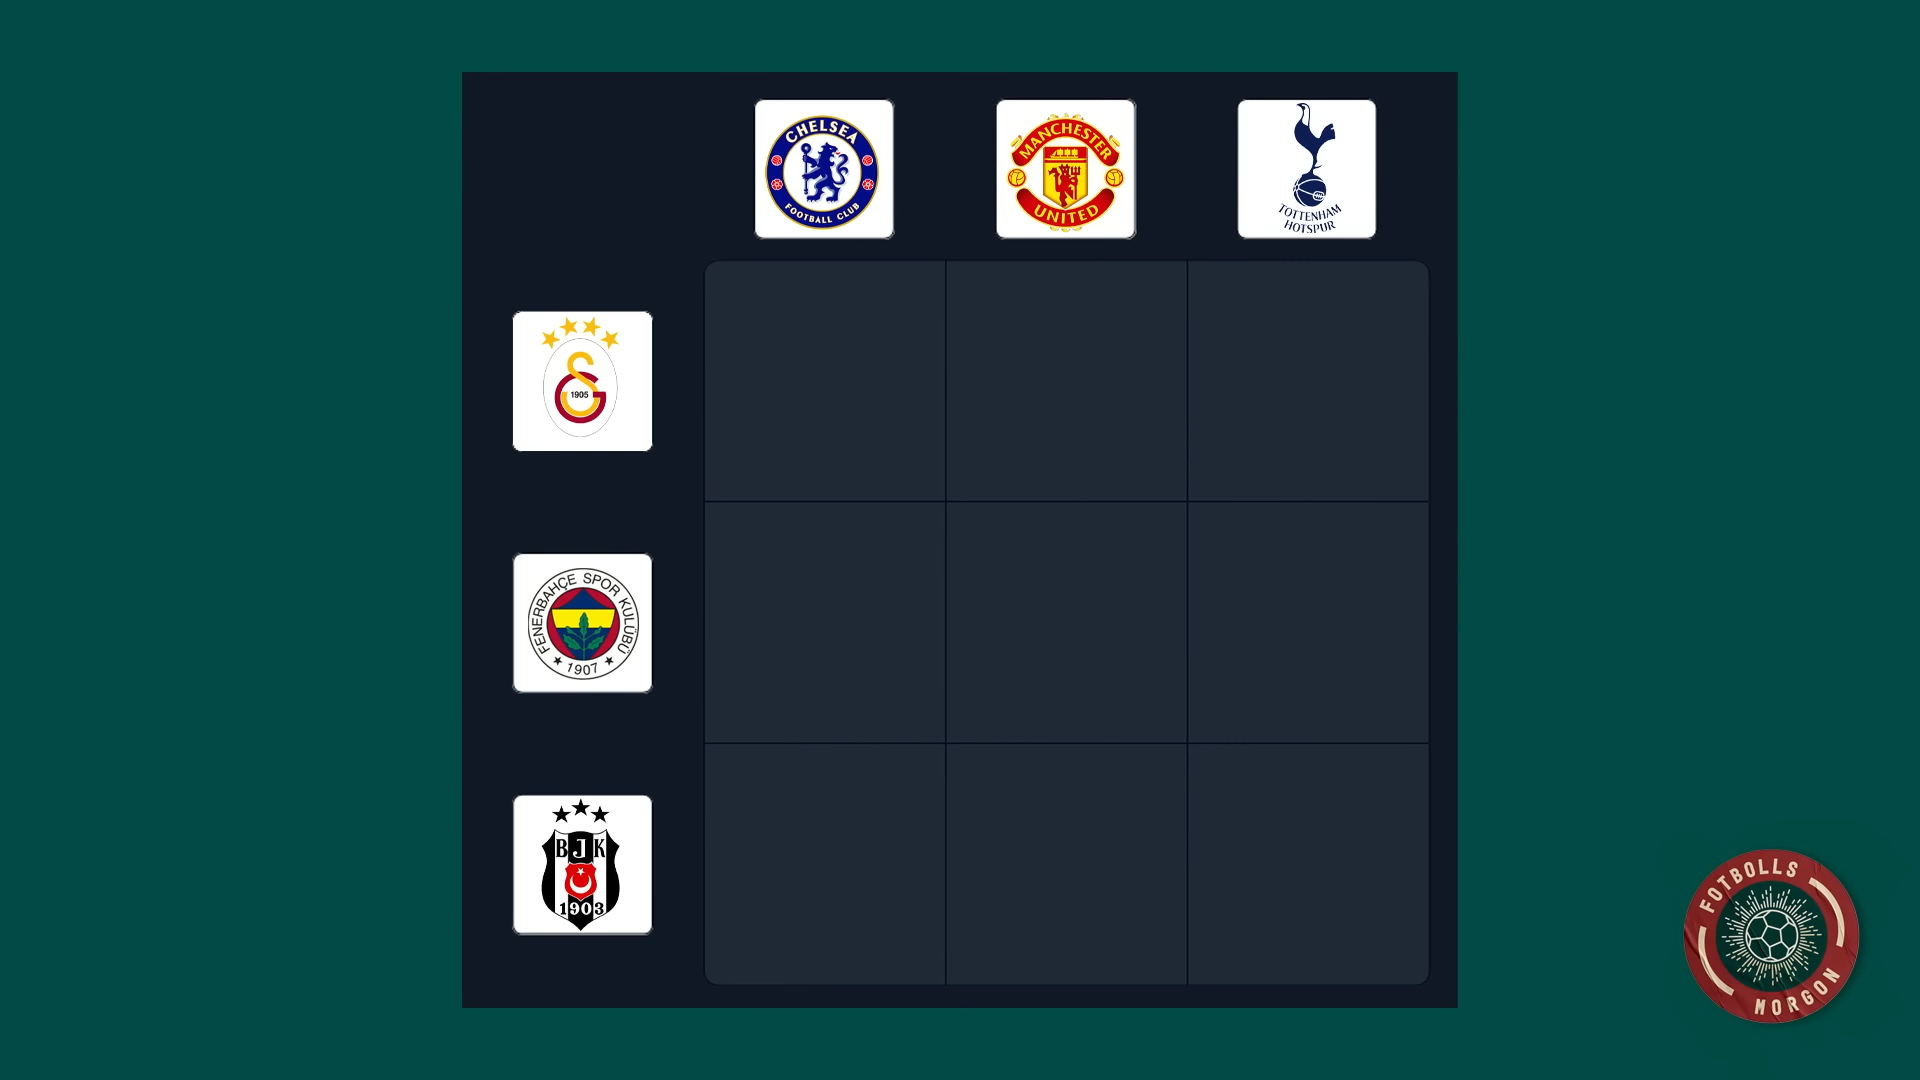 CHELSEA
FOOTBALL CLUB
MANCHESTER
UNITED
TOTTENHAM
HOTSPUR
1905
FENERBAHÇE SPOR KULÜBÜ
1907
BJK
1903
FOTBOLLS
MORGON